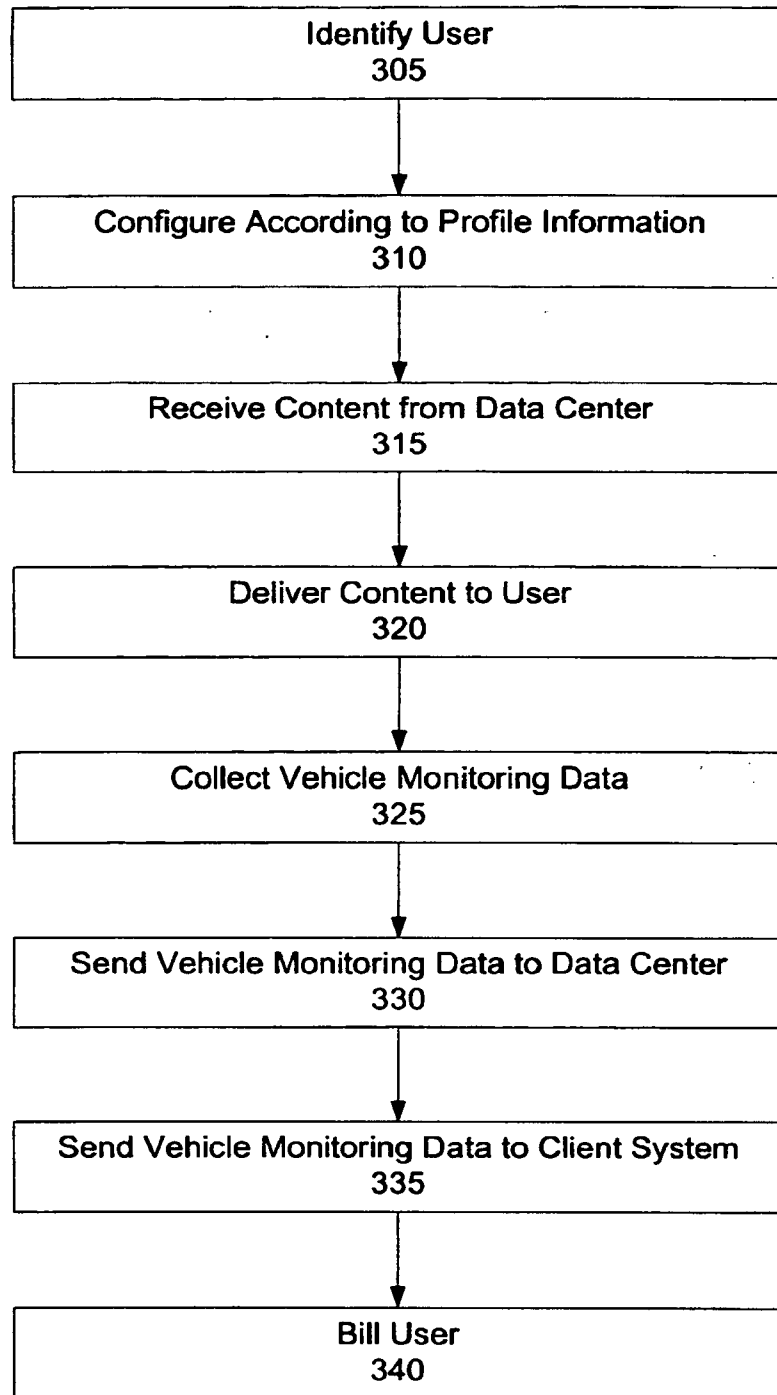 Identify User
305
Configure According to Profile Information
310
Receive Content from Data Center
315
Deliver Content to User
320
Collect Vehicle Monitoring Data
325
Send Vehicle Monitoring Data to Data Center
330
Send Vehicle Monitoring Data to Client System
335
Bill User
340